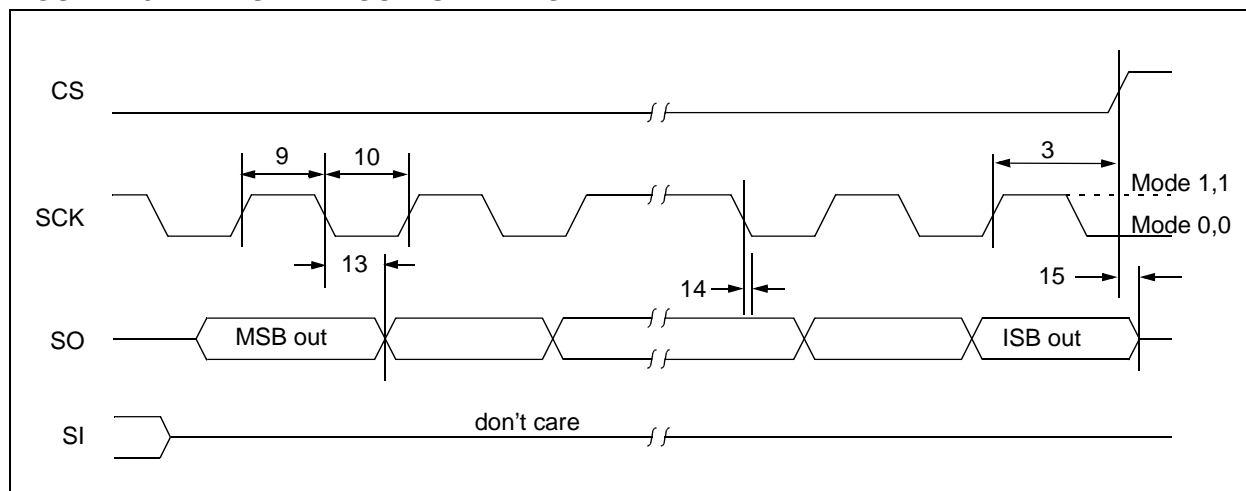 CS
9
10
3
Mode 1,1
SCK
Mode 0,0
13
14
15
SO
MSB out
ISB out
SI
don't care